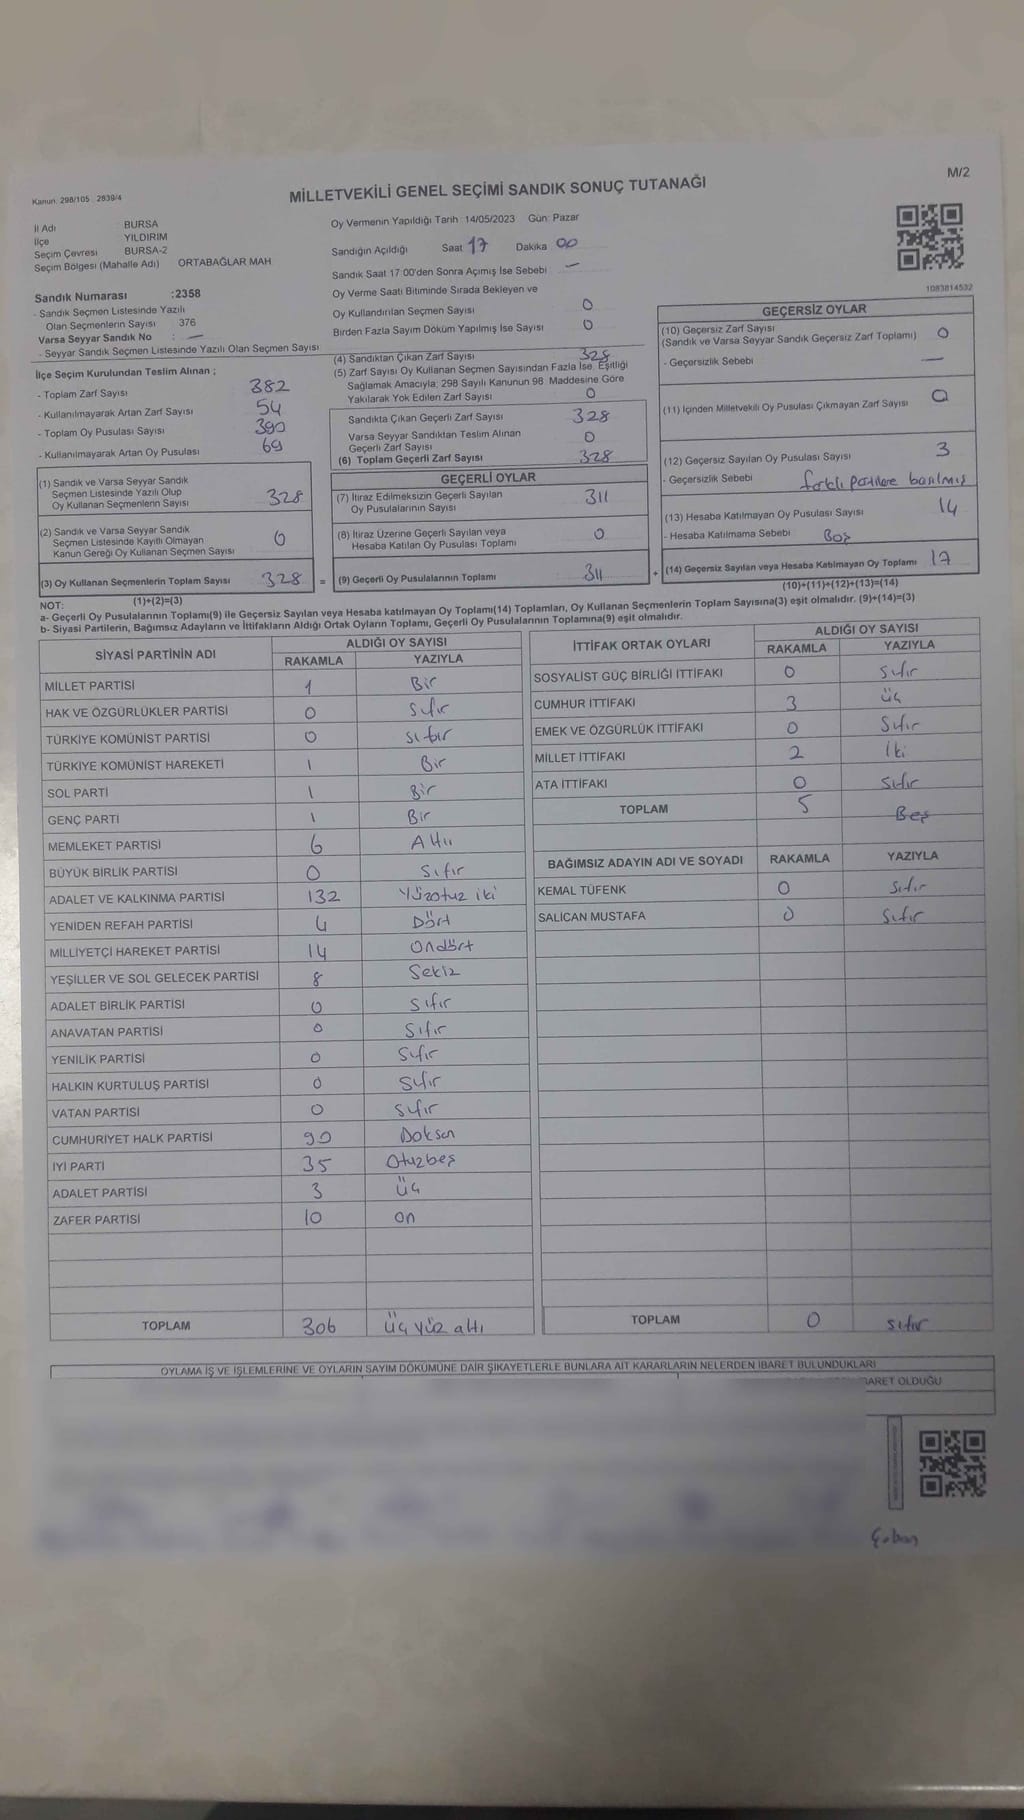 Kanun: 298/105 2839/4
MİLLETVEKİLİ GENEL SEÇİMİ SANDIK SONUÇ TUTANAĞI
M/2
İl Adı BURSA
İlçe YILDIRIM
Seçim Çevresi BURSA-2
Seçim Bölgesi (Mahalle Adı) ORTABAĞLAR MAH
Sandık Numarası :2358
- Sandık Seçmen Listesinde Yazılı
Olan Seçmenlerin Sayısı 376
Varsa Seyyar Sandık No : —
- Seyyar Sandık Seçmen Listesinde Yazılı Olan Seçmen Sayısı
İlçe Seçim Kurulundan Teslim Alınan ;
- Toplam Zarf Sayısı 382
- Kullanılmayarak Artan Zarf Sayısı 54
- Toplam Oy Pusulası Sayısı 390
- Kullanılmayarak Artan Oy Pusulası 69
(1) Sandık ve Varsa Seyyar Sandık
Seçmen Listesinde Yazılı Olup
Oy Kullanan Seçmenlerin Sayısı 328
(2) Sandık ve Varsa Seyyar Sandık
Seçmen Listesinde Kayıtlı Olmayan
Kanun Gereği Oy Kullanan Seçmen Sayısı 0
(3) Oy Kullanan Seçmenlerin Toplam Sayısı 328 =
(1)+(2)=(3)
Oy Vermenin Yapıldığı Tarih: 14/05/2023 Gün: Pazar
Sandığın Açıldığı Saat 17 Dakika 00
Sandık Saat 17:00'den Sonra Açımış İse Sebebi —
Oy Verme Saati Bitiminde Sırada Bekleyen ve
Oy Kullandırılan Seçmen Sayısı 0
Birden Fazla Sayım Döküm Yapılmış İse Sayısı 0
(4) Sandıktan Çıkan Zarf Sayısı 328
(5) Zarf Sayısı Oy Kullanan Seçmen Sayısından Fazla İse, Eşitliği
Sağlamak Amacıyla; 298 Sayılı Kanunun 98. Maddesine Göre
Yakılarak Yok Edilen Zarf Sayısı 0
Sandıkta Çıkan Geçerli Zarf Sayısı 328
Varsa Seyyar Sandıktan Teslim Alınan
Geçerli Zarf Sayısı 0
(6) Toplam Geçerli Zarf Sayısı 328
GEÇERLİ OYLAR
(7) İtiraz Edilmeksizin Geçerli Sayılan
Oy Pusulalarının Sayısı 311
(8) İtiraz Üzerine Geçerli Sayılan veya
Hesaba Katılan Oy Pusulası Toplamı 0
(9) Geçerli Oy Pusulalarının Toplamı 311 +
1083814532
GEÇERSİZ OYLAR
(10) Geçersiz Zarf Sayısı
(Sandık ve Varsa Seyyar Sandık Geçersiz Zarf Toplamı) 0
- Geçersizlik Sebebi —
(11) İçinden Milletvekili Oy Pusulası Çıkmayan Zarf Sayısı 0
(12) Geçersiz Sayılan Oy Pusulası Sayısı 3
- Geçersizlik Sebebi farklı partilere basılmış
(13) Hesaba Katılmayan Oy Pusulası Sayısı 14
- Hesaba Katılmama Sebebi Boş
(14) Geçersiz Sayılan veya Hesaba Katılmayan Oy Toplamı 17
(10)+(11)+(12)+(13)=(14)
NOT:
a- Geçerli Oy Pusulalarının Toplamı(9) ile Geçersiz Sayılan veya Hesaba katılmayan Oy Toplamı(14) Toplamları, Oy Kullanan Seçmenlerin Toplam Sayısına(3) eşit olmalıdır. (9)+(14)=(3)
b- Siyasi Partilerin, Bağımsız Adayların ve İttifakların Aldığı Ortak Oyların Toplamı, Geçerli Oy Pusulalarının Toplamına(9) eşit olmalıdır.
SİYASİ PARTİNİN ADI ALDIĞI OY SAYISI
RAKAMLA YAZIYLA
MİLLET PARTİSİ 1 Bir
HAK VE ÖZGÜRLÜKLER PARTİSİ 0 Sıfır
TÜRKİYE KOMÜNİST PARTİSİ 0 Sıfır
TÜRKİYE KOMÜNİST HAREKETİ 1 Bir
SOL PARTİ 1 Bir
GENÇ PARTİ 1 Bir
MEMLEKET PARTİSİ 6 Altı
BÜYÜK BİRLİK PARTİSİ 0 Sıfır
ADALET VE KALKINMA PARTİSİ 132 Yüzotuz iki
YENİDEN REFAH PARTİSİ 4 Dört
MİLLİYETÇİ HAREKET PARTİSİ 14 Ondört
YEŞİLLER VE SOL GELECEK PARTİSİ 8 Sekiz
ADALET BİRLİK PARTİSİ 0 Sıfır
ANAVATAN PARTİSİ 0 Sıfır
YENİLİK PARTİSİ 0 Sıfır
HALKIN KURTULUŞ PARTİSİ 0 Sıfır
VATAN PARTİSİ 0 Sıfır
CUMHURİYET HALK PARTİSİ 90 Doksan
İYİ PARTİ 35 Otuzbeş
ADALET PARTİSİ 3 Üç
ZAFER PARTİSİ 10 on
TOPLAM 306 Üç yüz altı
İTTİFAK ORTAK OYLARI ALDIĞI OY SAYISI
RAKAMLA YAZIYLA
SOSYALİST GÜÇ BİRLİĞİ İTTİFAKI 0 Sıfır
CUMHUR İTTİFAKI 3 Üç
EMEK VE ÖZGÜRLÜK İTTİFAKI 0 Sıfır
MİLLET İTTİFAKI 2 İki
ATA İTTİFAKI 0 Sıfır
TOPLAM 5 Beş
BAĞIMSIZ ADAYIN ADI VE SOYADI RAKAMLA YAZIYLA
KEMAL TÜFENK 0 Sıfır
SALİCAN MUSTAFA 0 Sıfır
TOPLAM 0 Sıfır
OYLAMA İŞ VE İŞLEMLERİNE VE OYLARIN SAYIM DÖKÜMÜNE DAİR ŞİKAYETLERLE BUNLARA AİT KARARLARIN NELERDEN İBARET BULUNDUKLARI
BARET OLDUĞU
Çoban